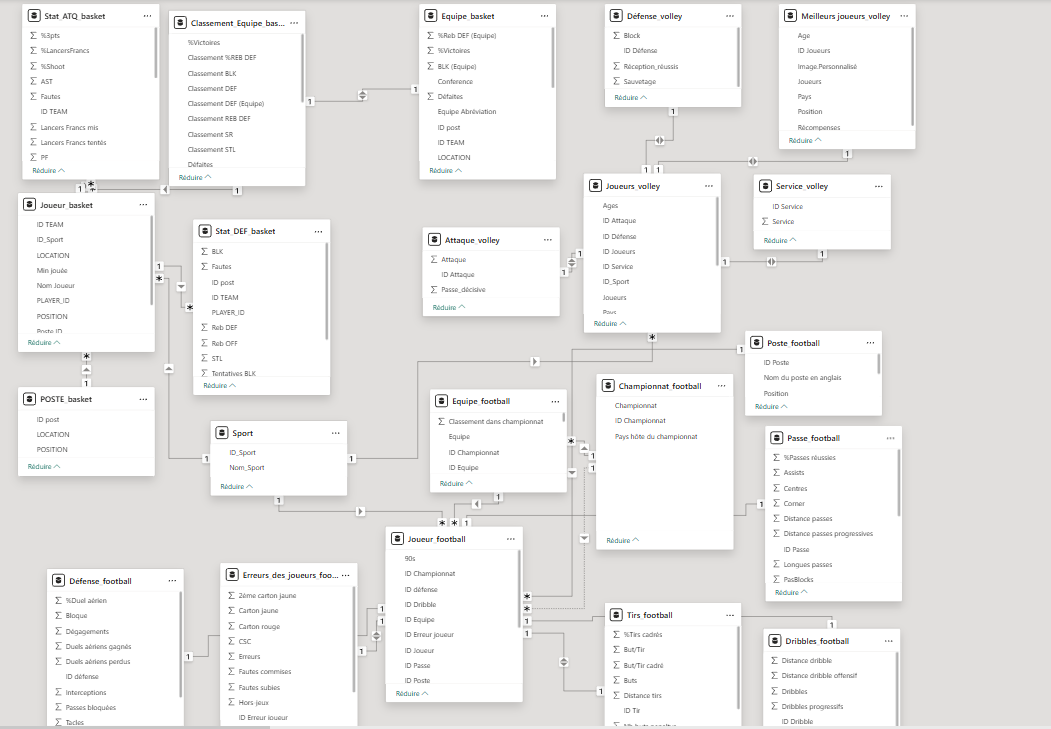 Stat_ATQ_basket
%3pts
%LancersFrancs
%Shoot
AST
Fautes
ID TEAM
Lancers Francs mis
Lancers Francs tentés
PF
Réduire
Classement_Equipe_bas...
%Victoires
Classement %REB DEF
Classement BLK
Classement DEF
Classement DEF (Equipe)
Classement REB DEF
Classement SR
Classement STL
Défaites
Réduire
Equipe_basket
%Reb DEF (Equipe)
%Victoires
BLK (Equipe)
Conference
Défaites
Equipe Abréviation
ID post
ID TEAM
LOCATION
Réduire
Défense_volley
Block
ID Défense
Réception_réussis
Sauvetage
Réduire
Meilleurs joueurs_volley
Age
ID Joueurs
Image.Personnalisé
Joueurs
Pays
Position
Récompenses
Réduire
Joueur_basket
ID TEAM
ID_Sport
LOCATION
Min jouée
Nom Joueur
PLAYER_ID
POSITION
Poste ID
Réduire
Stat_DEF_basket
BLK
Fautes
ID post
ID TEAM
PLAYER_ID
Reb DEF
Reb OFF
STL
Tentatives BLK
Réduire
Attaque_volley
Attaque
ID Attaque
Passe_décisive
Réduire
Joueurs_volley
Ages
ID Attaque
ID Défense
ID Joueurs
ID Service
ID_Sport
Joueurs
Pays
Réduire
Service_volley
ID Service
Service
Réduire
POSTE_basket
ID post
LOCATION
POSITION
Réduire
Sport
ID_Sport
Nom_Sport
Réduire
Equipe_football
Classement dans championnat
Equipe
ID Championnat
ID Equipe
Réduire
Championnat_football
Championnat
ID Championnat
Pays hôte du championnat
Réduire
Poste_football
ID Poste
Nom du poste en anglais
Position
Réduire
Passe_football
%Passes réussies
Assists
Centres
Corner
Distance passes
Distance passes progressives
ID Passe
Longues passes
PasBlocks
Réduire
Défense_football
%Duel aérien
Bloque
Dégagements
Duels aériens gagnés
Duels aériens perdus
ID défense
Interceptions
Passes bloquées
Tacles
Erreurs des joueurs_foo...
2ème carton jaune
Carton jaune
Carton rouge
CSC
Erreurs
Fautes commises
Fautes subies
Hors-jeux
ID Erreur joueur
Joueur_football
90s
ID Championnat
ID défense
ID Dribble
ID Equipe
ID Erreur joueur
ID Joueur
ID Passe
ID Poste
Réduire
Tirs_football
%Tirs cadrés
But/Tir
But/Tir cadré
Buts
Distance tirs
ID Tir
Dribbles_football
Distance dribble
Distance dribble offensif
Dribbles
Dribbles progressifs
ID Dribble